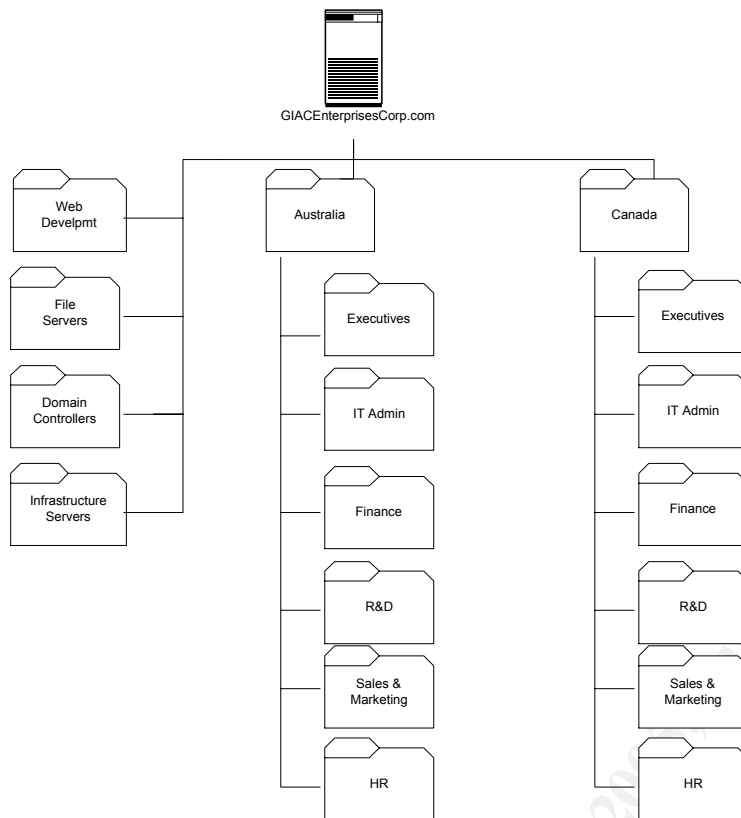 GIACEnterprisesCorp.com
Web
Develpmt
File
Servers
Domain
Controllers
Infrastructure
Servers
Australia
Executives
IT Admin
Finance
R&D
Sales &
Marketing
HR
Canada
Executives
IT Admin
Finance
R&D
Sales &
Marketing
HR